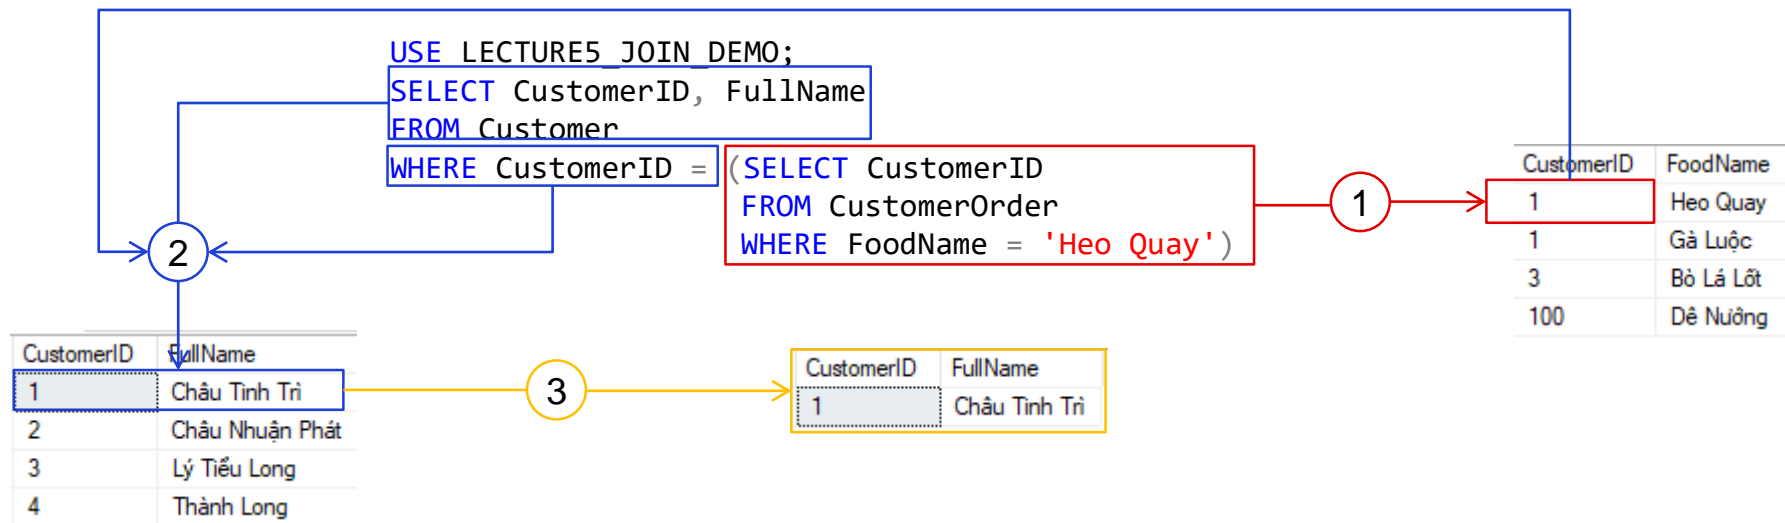 USE LECTURE5_JOIN_DEMO;
SELECT CustomerID, FullName
FROM Customer
WHERE CustomerID = (SELECT CustomerID
FROM CustomerOrder
WHERE FoodName = 'Heo Quay')
1
CustomerID FoodName
1 Heo Quay
1 Gà Luộc
3 Bò Lá Lốt
100 Dê Nướng
2
CustomerID FullName
1 Châu Tinh Trì
2 Châu Nhuận Phát
3 Lý Tiểu Long
4 Thành Long
3
CustomerID FullName
1 Châu Tinh Trì